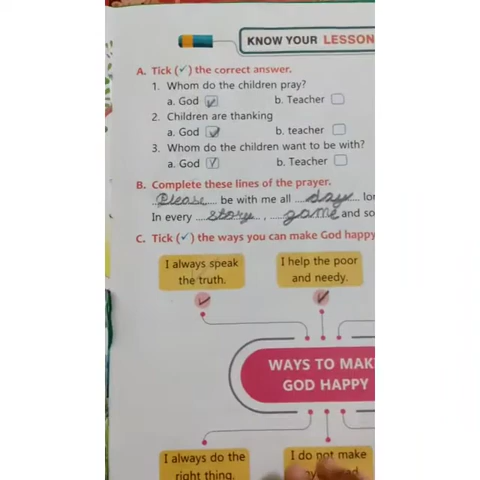 KNOW YOUR LESSON
A. Tick (✓) the correct answer.
1. Whom do the children pray?
a. God ✓ b. Teacher
2. Children are thanking
a. God ✓ b. teacher
3. Whom do the children want to be with?
a. God ✓ b. Teacher
B. Complete these lines of the prayer.
Please be with me all day
In every story, game and so
C. Tick (✓) the ways you can make God happy
I always speak the truth.
I help the poor and needy.
WAYS TO
GOD HAPPY
I always do the right thing.
I do not make